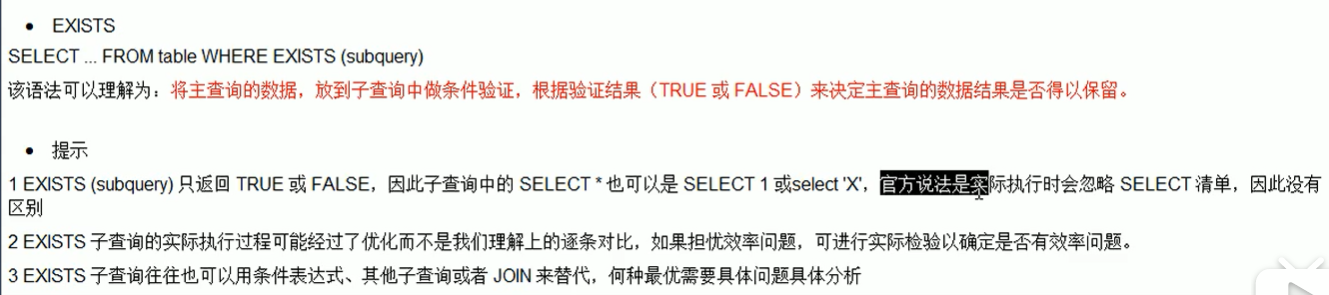 • EXISTS
SELECT ... FROM table WHERE EXISTS (subquery)
该语法可以理解为：将主查询的数据，放到子查询中做条件验证，根据验证结果（TRUE 或 FALSE）来决定主查询的数据结果是否得以保留。
• 提示
1 EXISTS (subquery) 只返回 TRUE 或 FALSE，因此子查询中的 SELECT * 也可以是 SELECT 1 或select 'X'，官方说法是实际执行时会忽略 SELECT 清单，因此没有
区别
2 EXISTS 子查询的实际执行过程可能经过了优化而不是我们理解上的逐条对比，如果担忧效率问题，可进行实际检验以确定是否有效率问题。
3 EXISTS 子查询往往也可以用条件表达式、其他子查询或者 JOIN 来替代，何种最优需要具体问题具体分析